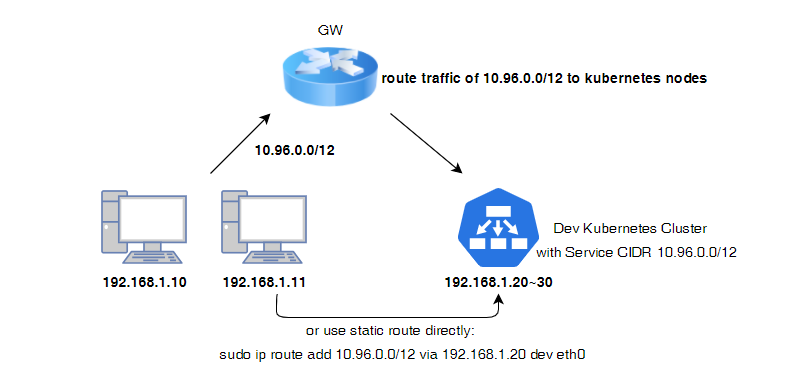 GW
route traffic of 10.96.0.0/12 to kubernetes nodes
10.96.0.0/12
Dev Kubernetes Cluster
with Service CIDR 10.96.0.0/12
192.168.1.10
192.168.1.11
192.168.1.20~30
or use static route directly:
sudo ip route add 10.96.0.0/12 via 192.168.1.20 dev eth0